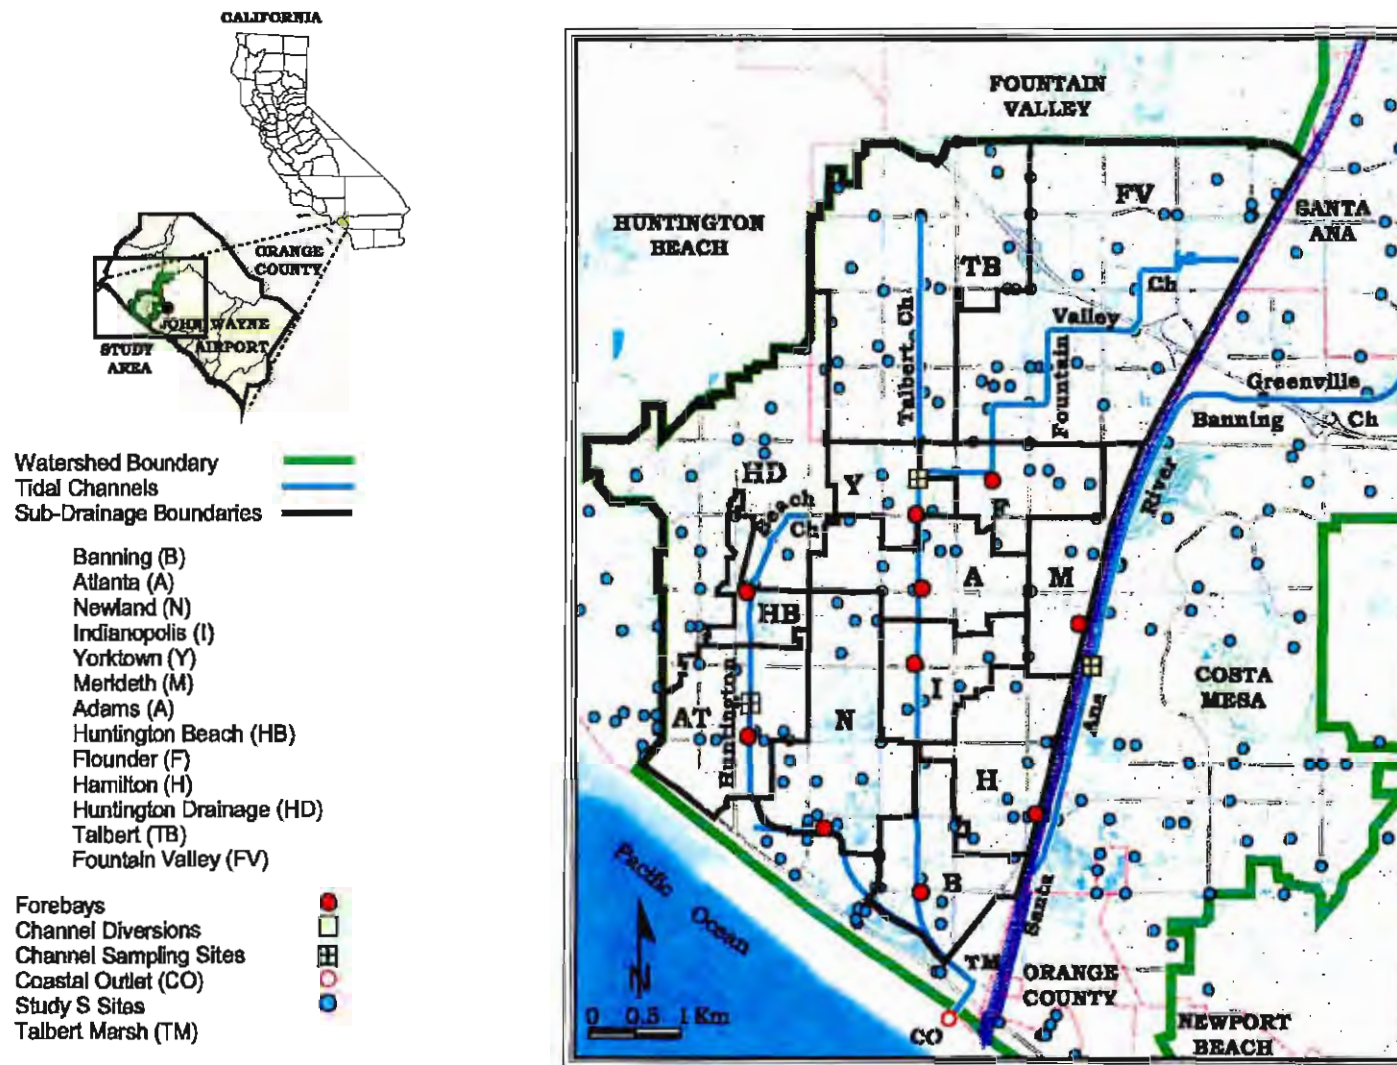 CALIFORNIA
ORANGE
COUNTY
JOHN WAYNE
AIRPORT
STUDY
AREA
Watershed Boundary
Tidal Channels
Sub-Drainage Boundaries
Banning (B)
Atlanta (A)
Newland (N)
Indianopolis (I)
Yorktown (Y)
Merkdeth (M)
Adams (A)
Huntington Beach (HB)
Flounder (F)
Hamilton (H)
Huntington Drainage (HD)
Talbert (TB)
Fountain Valley (FV)
Forebays
Channel Diversions
Channel Sampling Sites
Coastal Outlet (CO)
Study S Sites
Talbert Marsh (TM)
FOUNTAIN
VALLEY
HUNTINGTON
BEACH
FV
SANTA
ANA
TB
Ch
Valley
Fountain
Talbert Ch
Greenville
Banning
Ch
HD
Y
F
River
Beach
Ch
A
M
HB
COSTA
MESA
I
AT
N
Huntington
Ana
H
B
Santa
Pacific
Ocean
TM
ORANGE
COUNTY
N
0 0.5 1 Km
CO
NEWPORT
BEACH